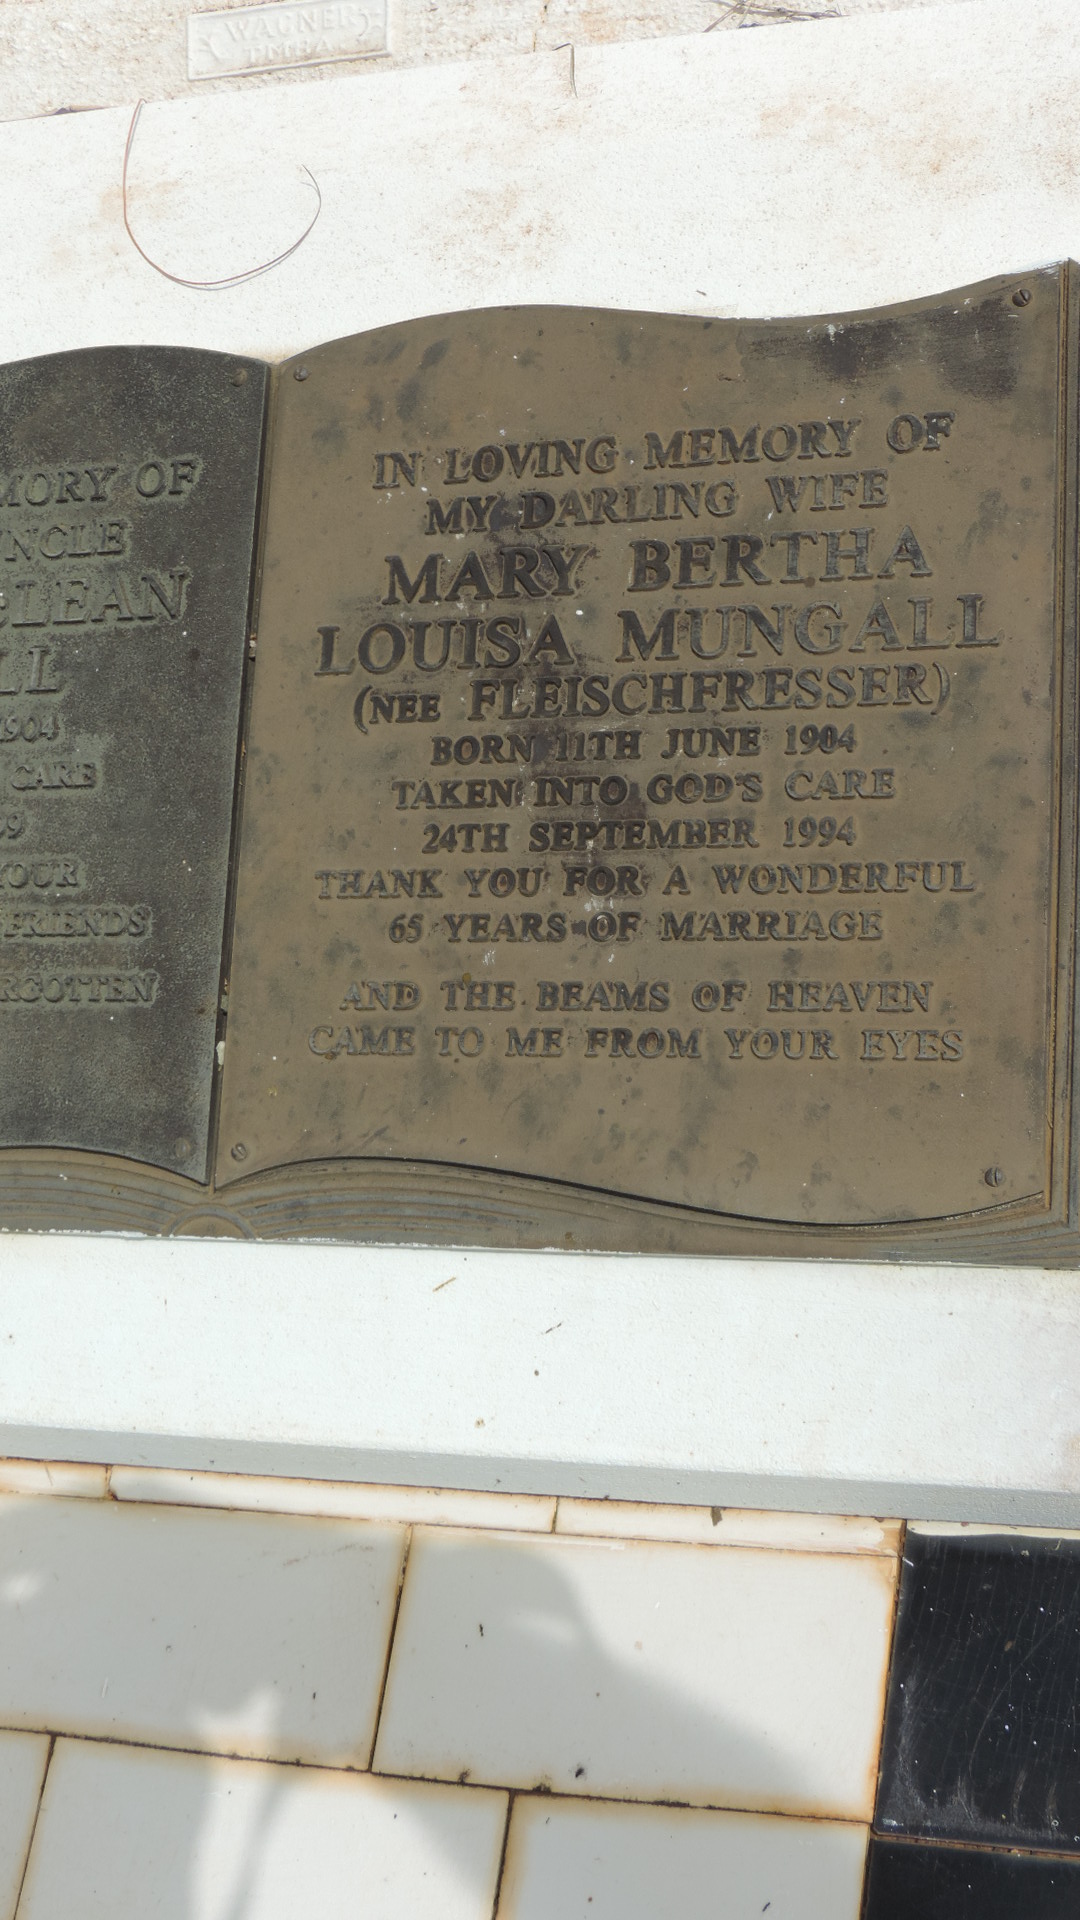 WAGNER
MORY OF
UNCLE
CLEAN
LL
1904
CARE
9
YOUR
FRIENDS
RGOTTEN
IN LOVING MEMORY OF
MY DARLING WIFE
MARY BERTHA
LOUISA MUNGALL
(NEE FLEISCHFRESSER)
BORN 11TH JUNE 1904
TAKEN INTO GOD'S CARE
24TH SEPTEMBER 1994
THANK YOU FOR A WONDERFUL
65 YEARS OF MARRIAGE
AND THE BEAMS OF HEAVEN
CAME TO ME FROM YOUR EYES